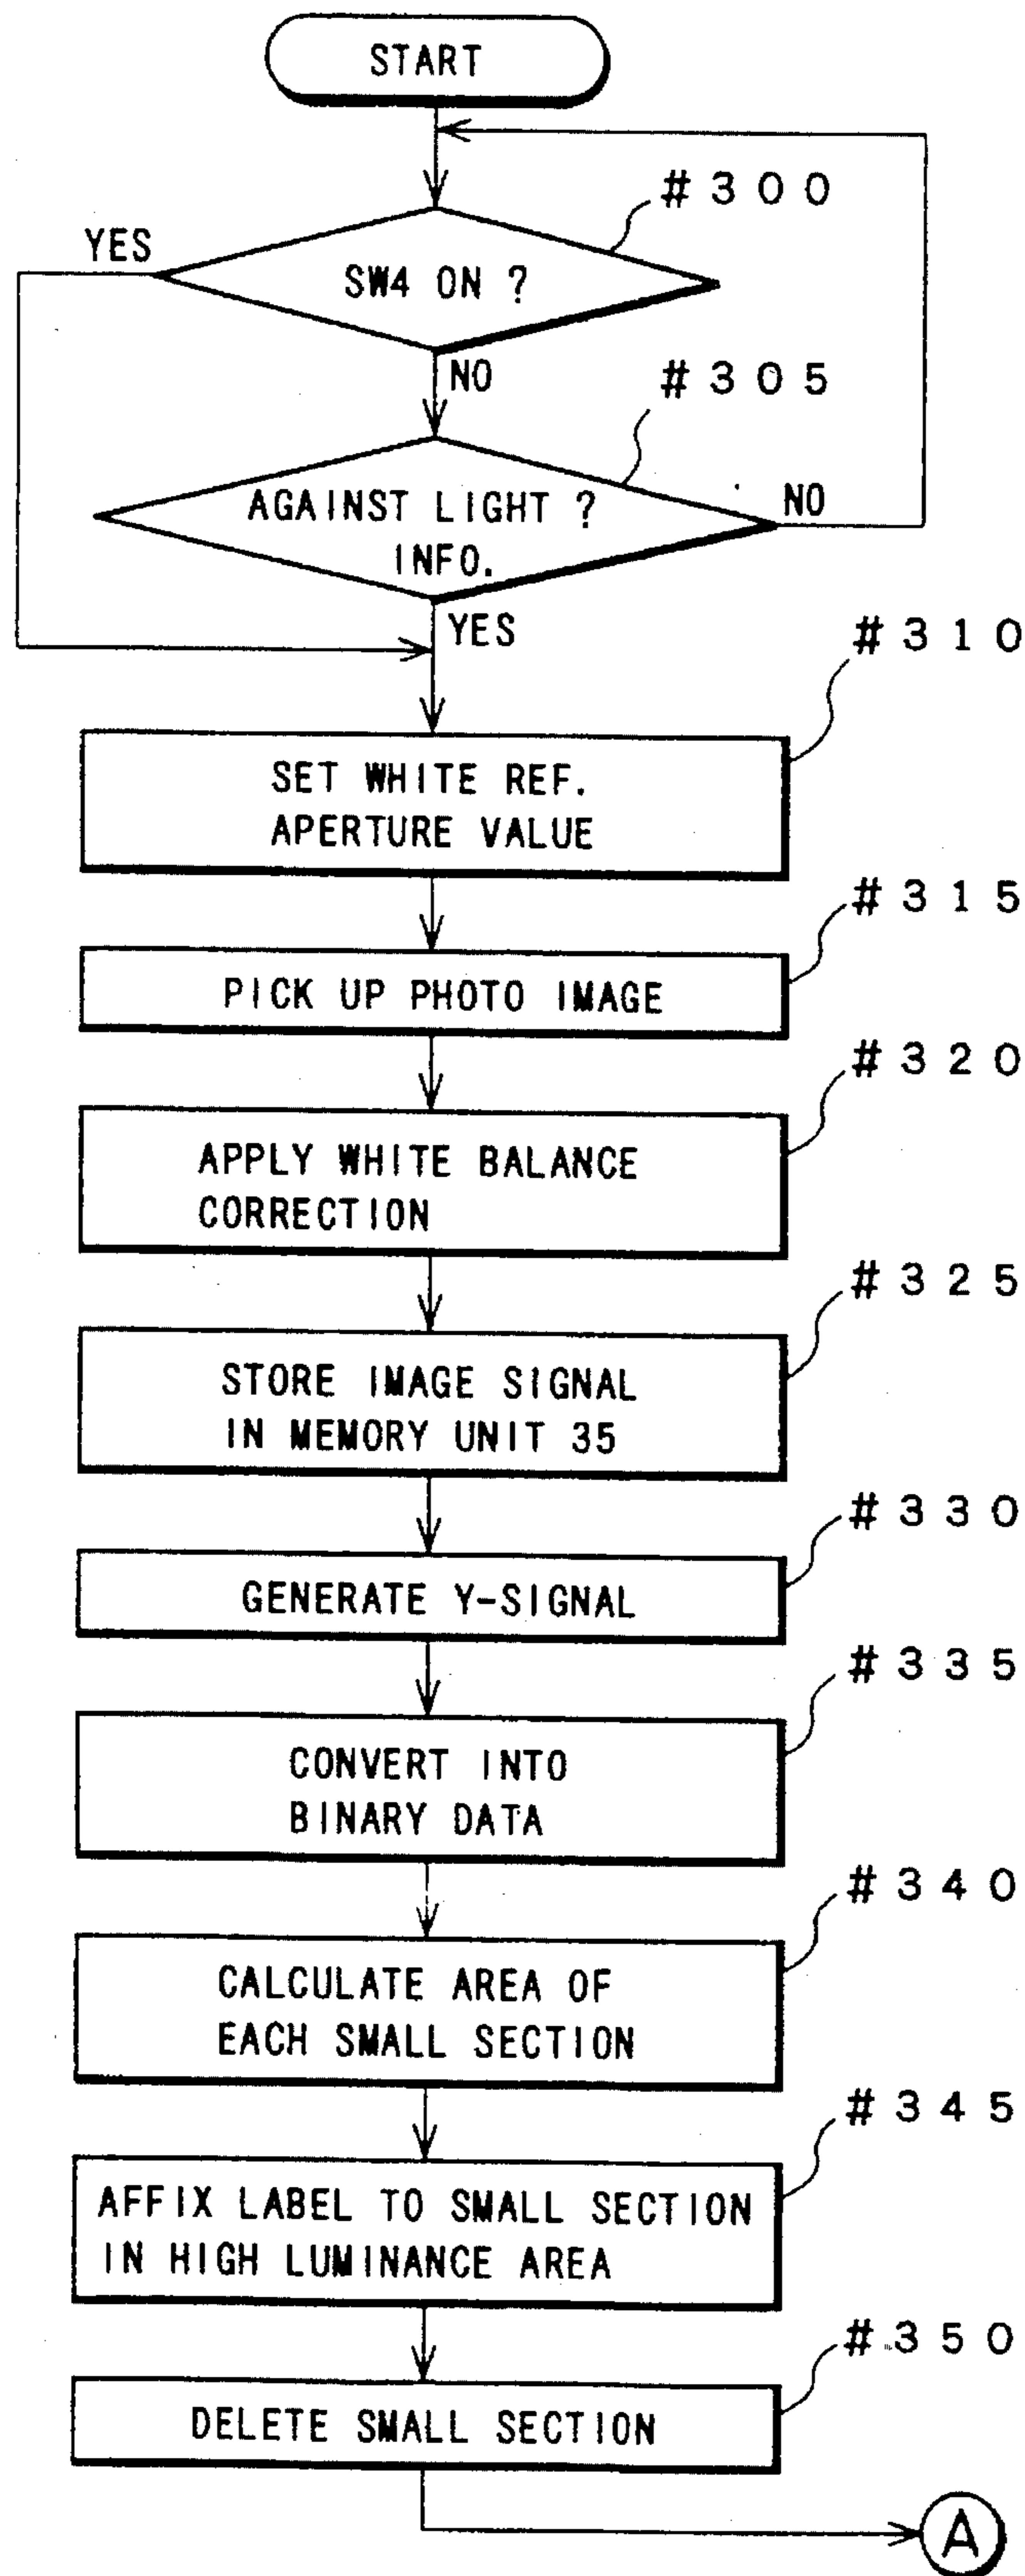 START
#300
YES
SW4 ON ?
NO
#305
AGAINST LIGHT ?
INFO.
NO
YES
#310
SET WHITE REF.
APERTURE VALUE
#315
PICK UP PHOTO IMAGE
#320
APPLY WHITE BALANCE
CORRECTION
#325
STORE IMAGE SIGNAL
IN MEMORY UNIT 35
#330
GENERATE Y-SIGNAL
#335
CONVERT INTO
BINARY DATA
#340
CALCULATE AREA OF
EACH SMALL SECTION
#345
AFFIX LABEL TO SMALL SECTION
IN HIGH LUMINANCE AREA
#350
DELETE SMALL SECTION
A